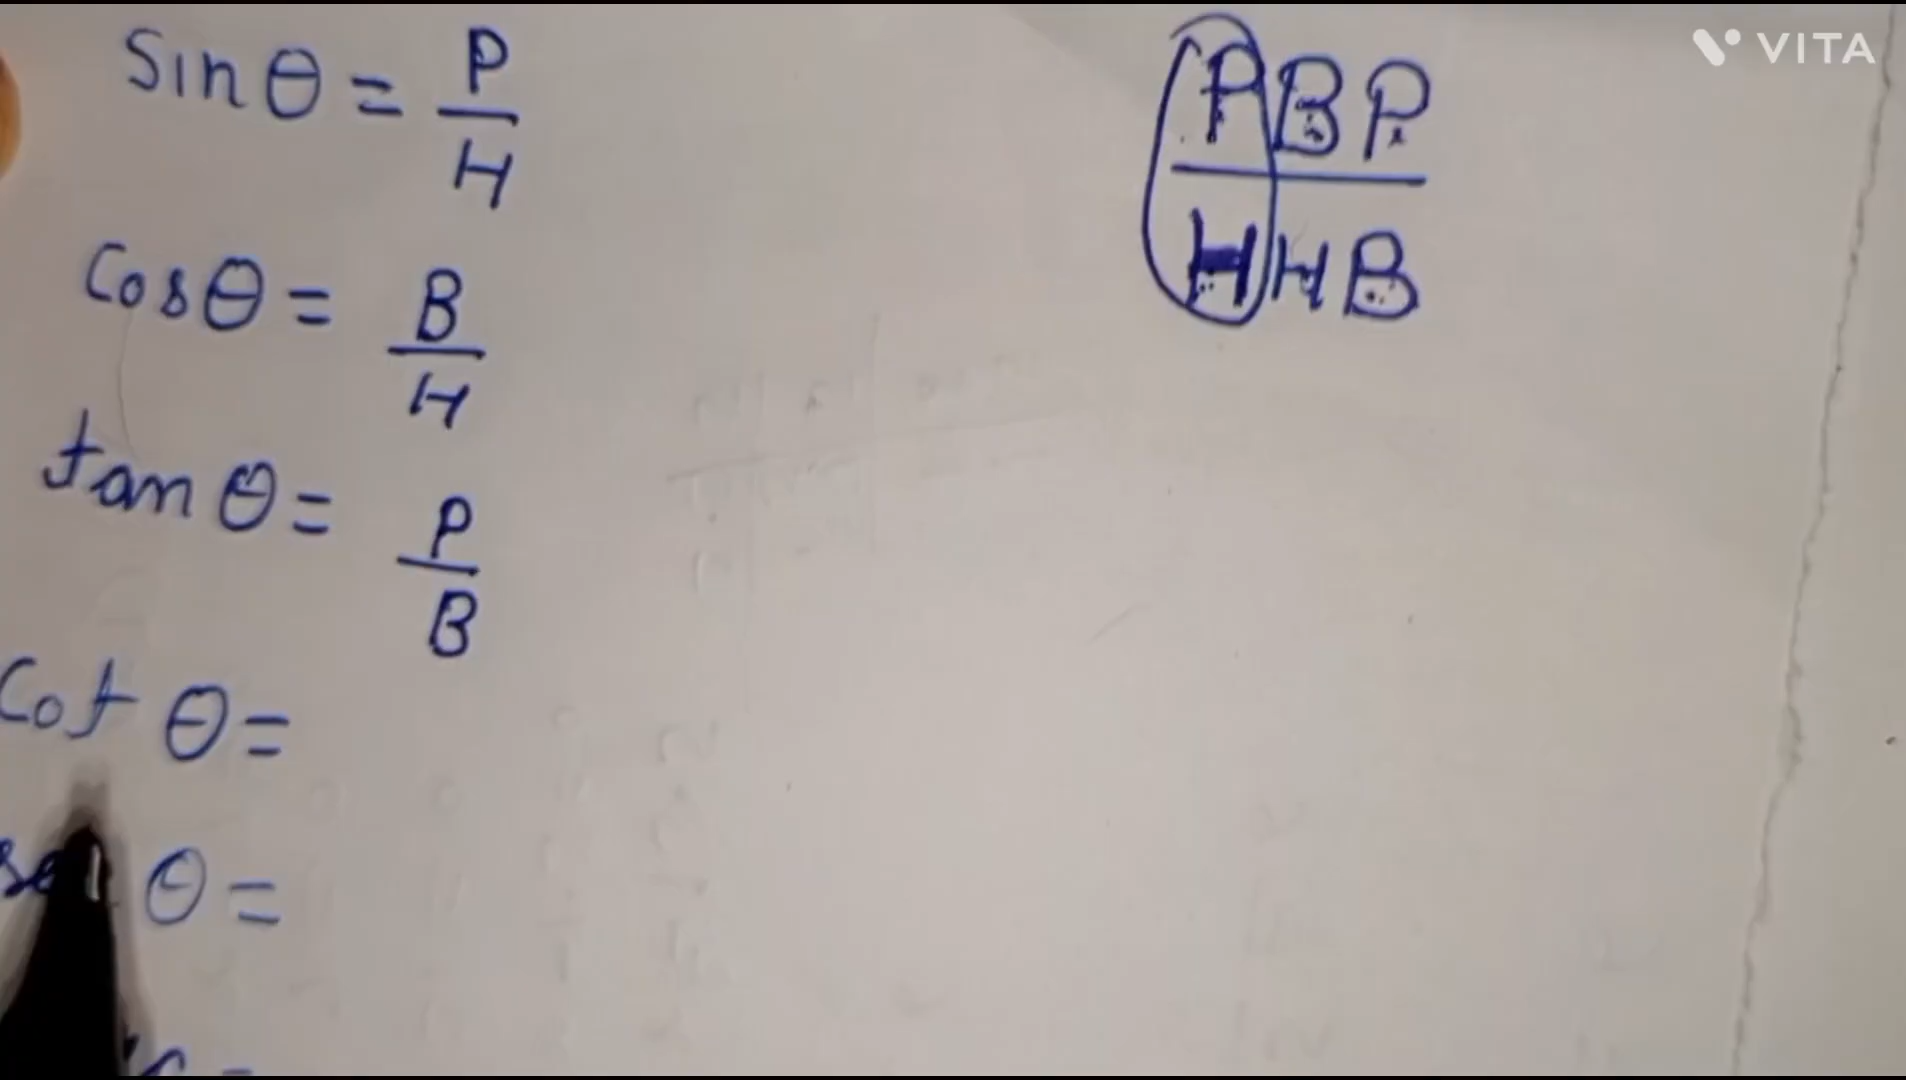 VITA
Sin θ = P/H
PBP
HHB
Cos θ = B/H
tan θ = P/B
Cot θ =
θ =